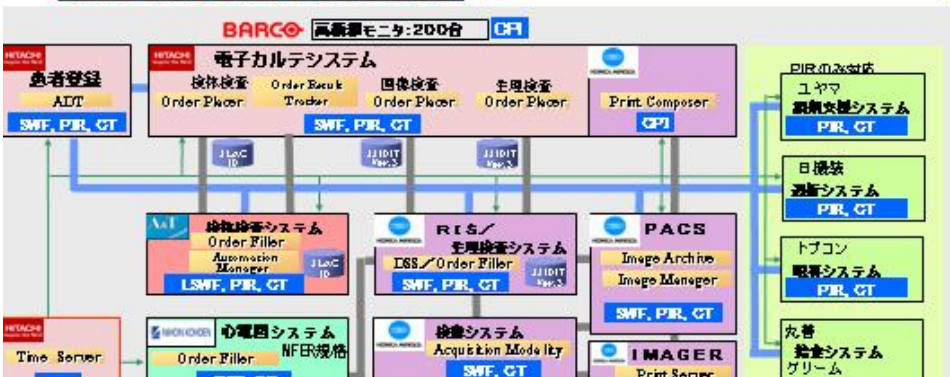 BARCO 高精細モニタ:200台 CPI
HITACHI
患者登録
ADT
SWF, PIR, CT
HITACHI
電子カルテシステム
検体検査
Order Placer
Order Result
Tracker
画像検査
Order Placer
生理検査
Order Placer
SWF, PIR, CT
KONICA MINOLTA
Print Composer
CPI
PIRのみ対応
ユヤマ
システム
PIR, CT
日機装
透析システム
PIR, CT
トプコン
眼科システム
PIR, CT
丸善
給食システム
グリーム
JLAC
ID
JJ1017
Ver.3
JJ1017
Ver.3
A&T
検体検査システム
Order Filler
Automation
Manager
JLAC
ID
LSWF, PIR, CT
KONICA MINOLTA
RIS/
生理検査システム
DSS/Order Filler
JJ1017
Ver.3
SWF, PIR, CT
KONICA MINOLTA
PACS
Image Archive
Image Manager
SWF, PIR, CT
HITACHI
Time Server
NIHON KOHDEN
心電図システム
MFER規格
Order Filler
KONICA MINOLTA
検査システム
Acquisition Modality
SWF, CT
KONICA MINOLTA
IMAGER
Print Server